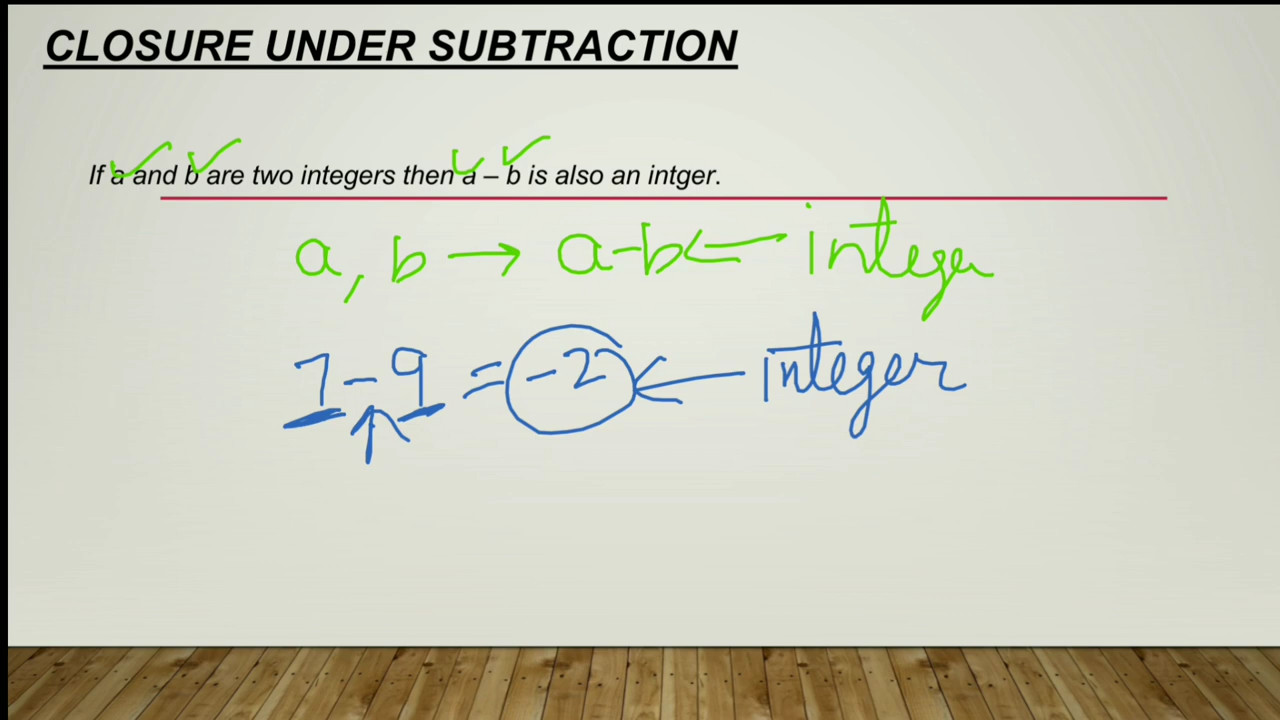 CLOSURE UNDER SUBTRACTION
If a and b are two integers then a – b is also an intger.
a, b → a-b ← integer
7 - 9 = -2 ← integer